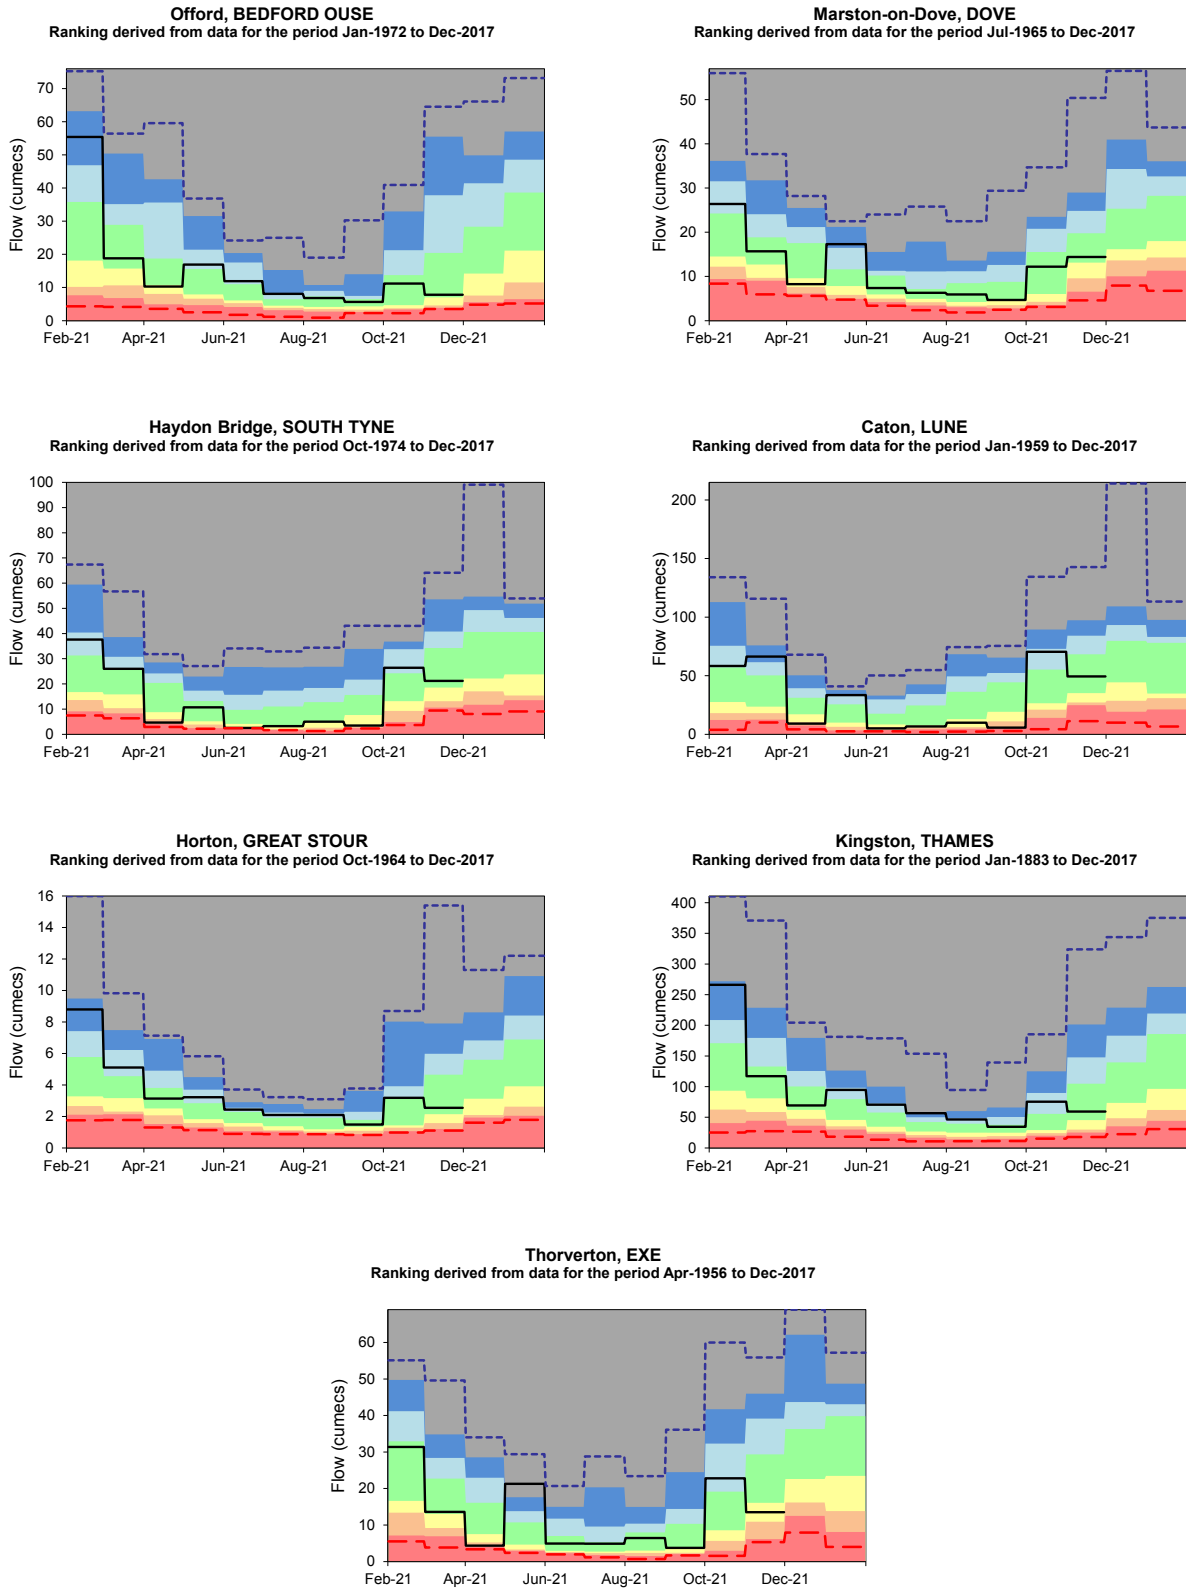 Offord, BEDFORD OUSE
Ranking derived from data for the period Jan-1972 to Dec-2017
Flow (cumecs)
70
60
50
40
30
20
10
0
Feb-21 Apr-21 Jun-21 Aug-21 Oct-21 Dec-21
Marston-on-Dove, DOVE
Ranking derived from data for the period Jul-1965 to Dec-2017
Flow (cumecs)
50
40
30
20
10
0
Feb-21 Apr-21 Jun-21 Aug-21 Oct-21 Dec-21
Haydon Bridge, SOUTH TYNE
Ranking derived from data for the period Oct-1974 to Dec-2017
Flow (cumecs)
100
90
80
70
60
50
40
30
20
10
0
Feb-21 Apr-21 Jun-21 Aug-21 Oct-21 Dec-21
Caton, LUNE
Ranking derived from data for the period Jan-1959 to Dec-2017
Flow (cumecs)
200
150
100
50
0
Feb-21 Apr-21 Jun-21 Aug-21 Oct-21 Dec-21
Horton, GREAT STOUR
Ranking derived from data for the period Oct-1964 to Dec-2017
Flow (cumecs)
16
14
12
10
8
6
4
2
0
Feb-21 Apr-21 Jun-21 Aug-21 Oct-21 Dec-21
Kingston, THAMES
Ranking derived from data for the period Jan-1883 to Dec-2017
Flow (cumecs)
400
350
300
250
200
150
100
50
0
Feb-21 Apr-21 Jun-21 Aug-21 Oct-21 Dec-21
Thorverton, EXE
Ranking derived from data for the period Apr-1956 to Dec-2017
Flow (cumecs)
60
50
40
30
20
10
0
Feb-21 Apr-21 Jun-21 Aug-21 Oct-21 Dec-21